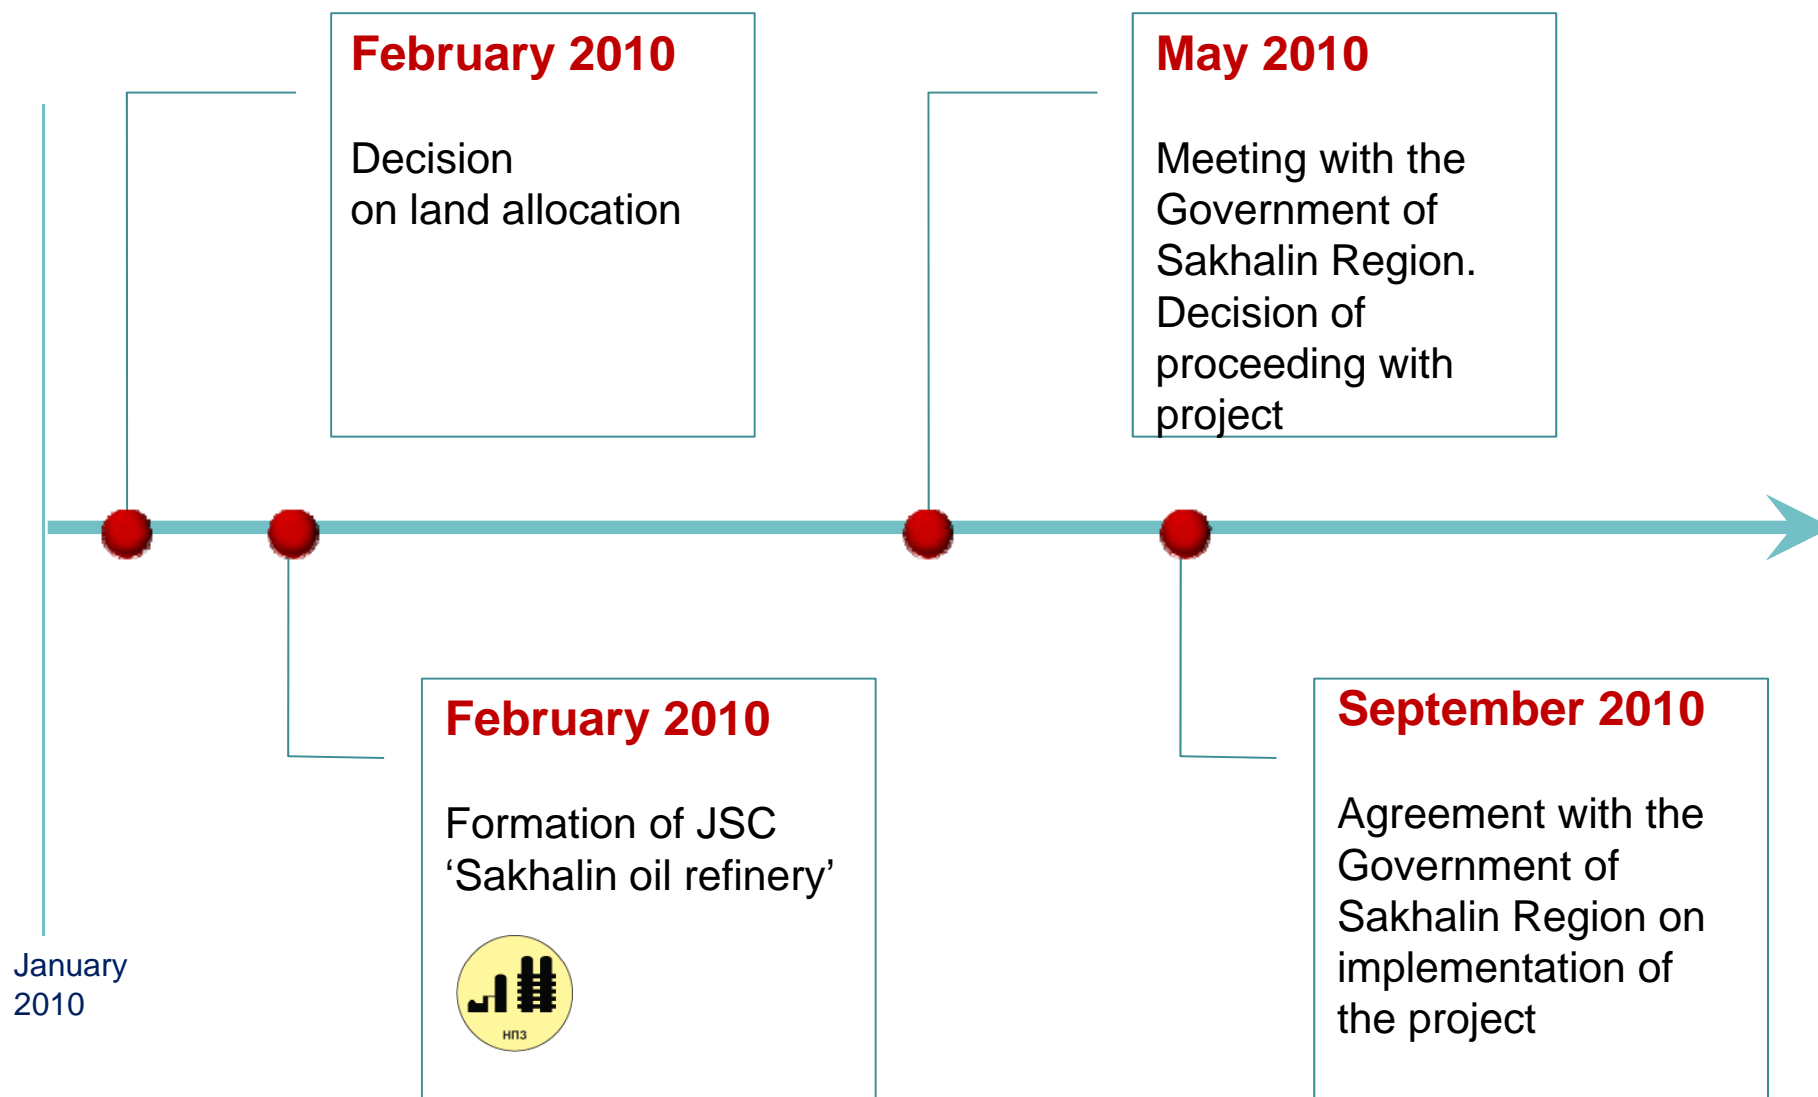 February 2010
Decision
on land allocation
May 2010
Meeting with the
Government of
Sakhalin Region.
Decision of
proceeding with
project
February 2010
Formation of JSC
‘Sakhalin oil refinery’
НПЗ
September 2010
Agreement with the
Government of
Sakhalin Region on
implementation of
the project
January
2010